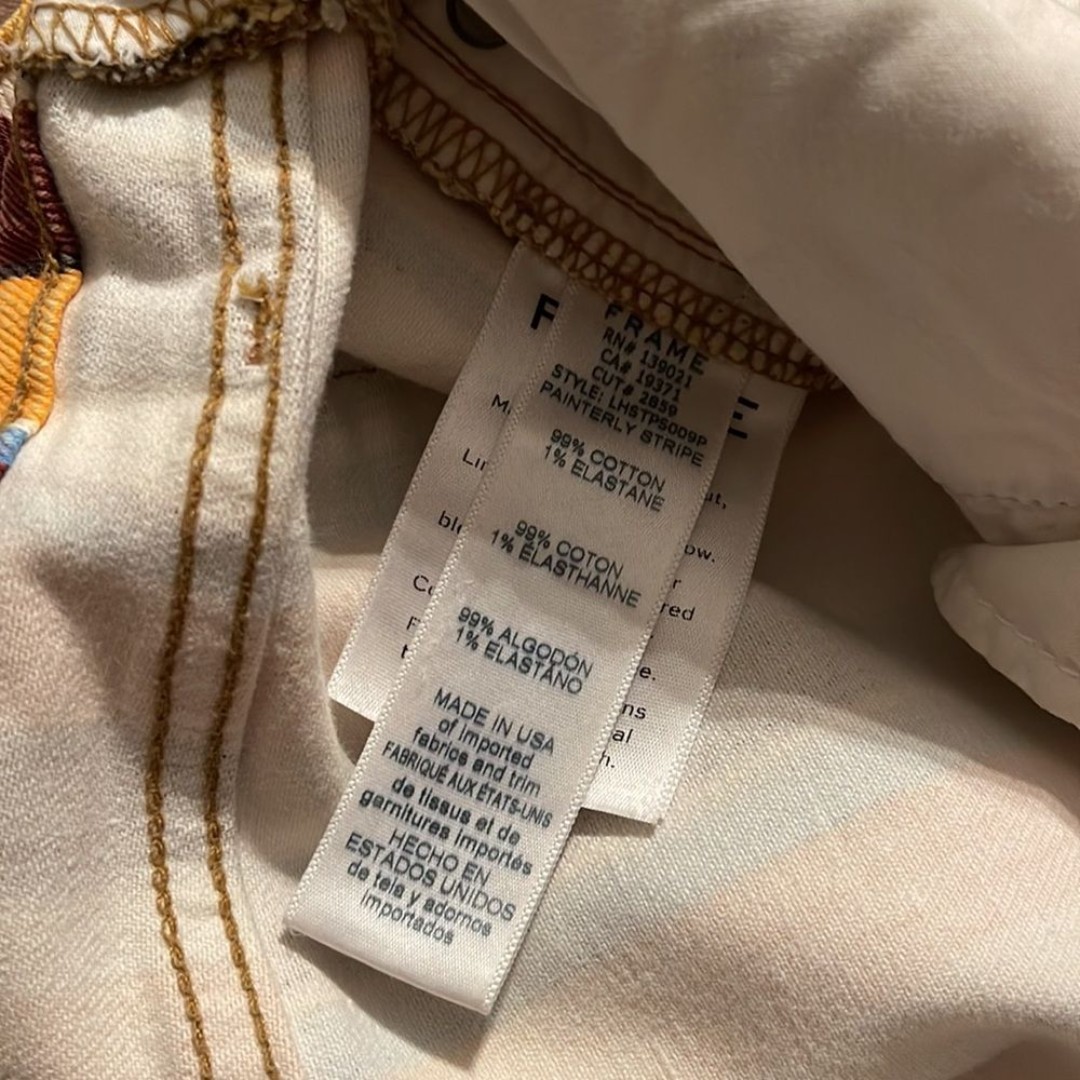 FRAME
RN# 139021
CA# 19371
CUT# 2859
STYLE: LHSTPS0D9P
PAINTERLY STRIPE
99% COTTON
1% ELASTANE
99% COTON
1% ÉLASTHANNE
99% ALGODÓN
1% ELASTANO
MADE IN USA
of imported
fabrics and trim
FABRIQUÉ AUX ÉTATS-UNIS
de tissus et de
garnitures importés
HECHO EN
ESTADOS UNIDOS
de tela y adornos
importados